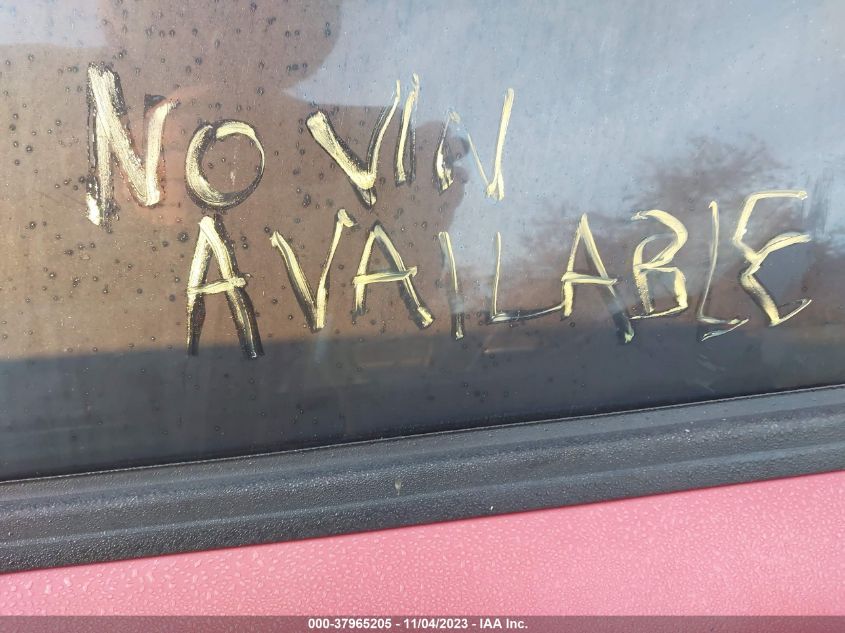 NO VIN
AVAILABLE
000-37965205 - 11/04/2023 - IAA Inc.